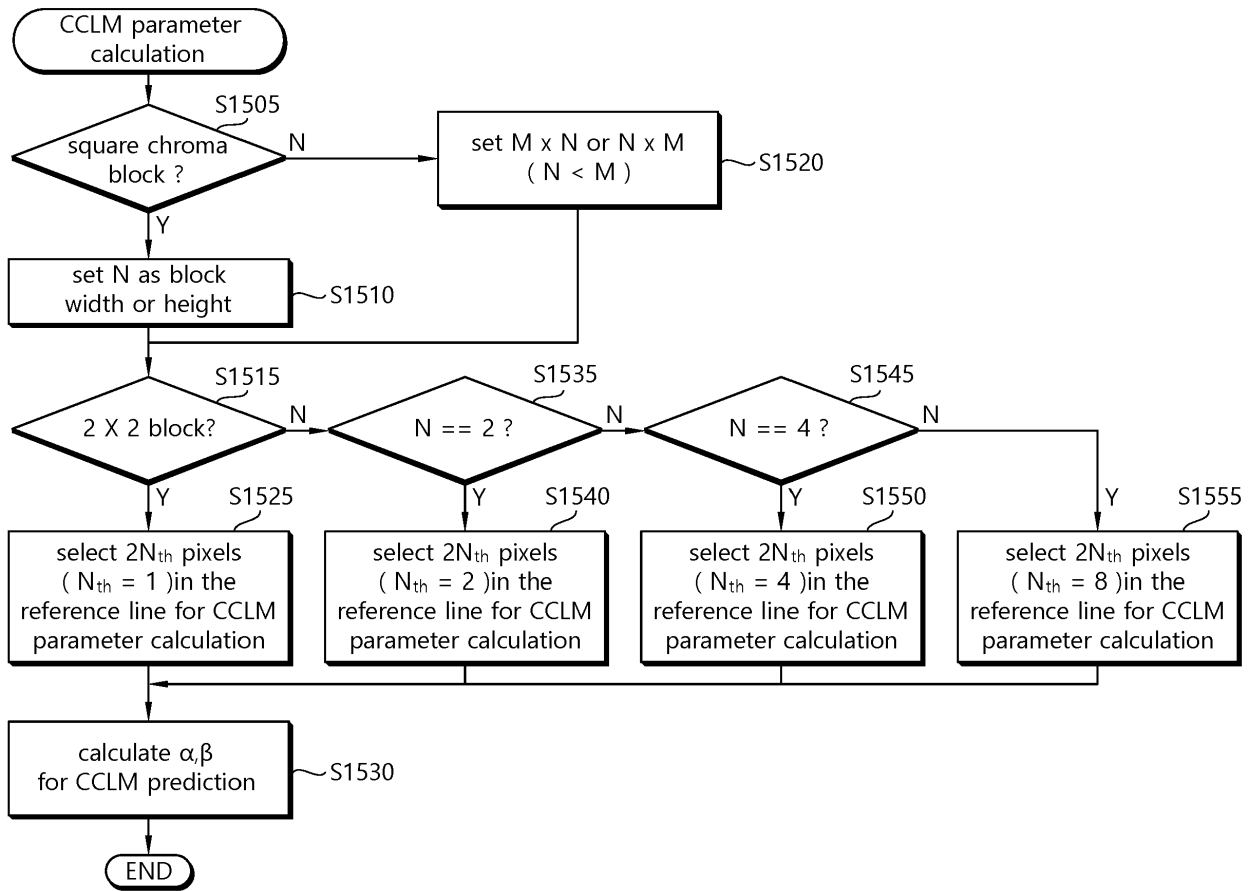 CCLM parameter
calculation
S1505
square chroma
block ?
N
set M x N or N x M
( N < M )
S1520
Y
set N as block
width or height
S1510
S1515
2 X 2 block?
N
S1535
N == 2 ?
N
S1545
N == 4 ?
N
Y
S1525
select 2Nth pixels
( Nth = 1 )in the
reference line for CCLM
parameter calculation
Y
S1540
select 2Nth pixels
( Nth = 2 )in the
reference line for CCLM
parameter calculation
Y
S1550
select 2Nth pixels
( Nth = 4 )in the
reference line for CCLM
parameter calculation
Y
S1555
select 2Nth pixels
( Nth = 8 )in the
reference line for CCLM
parameter calculation
calculate α,β
for CCLM prediction
S1530
END